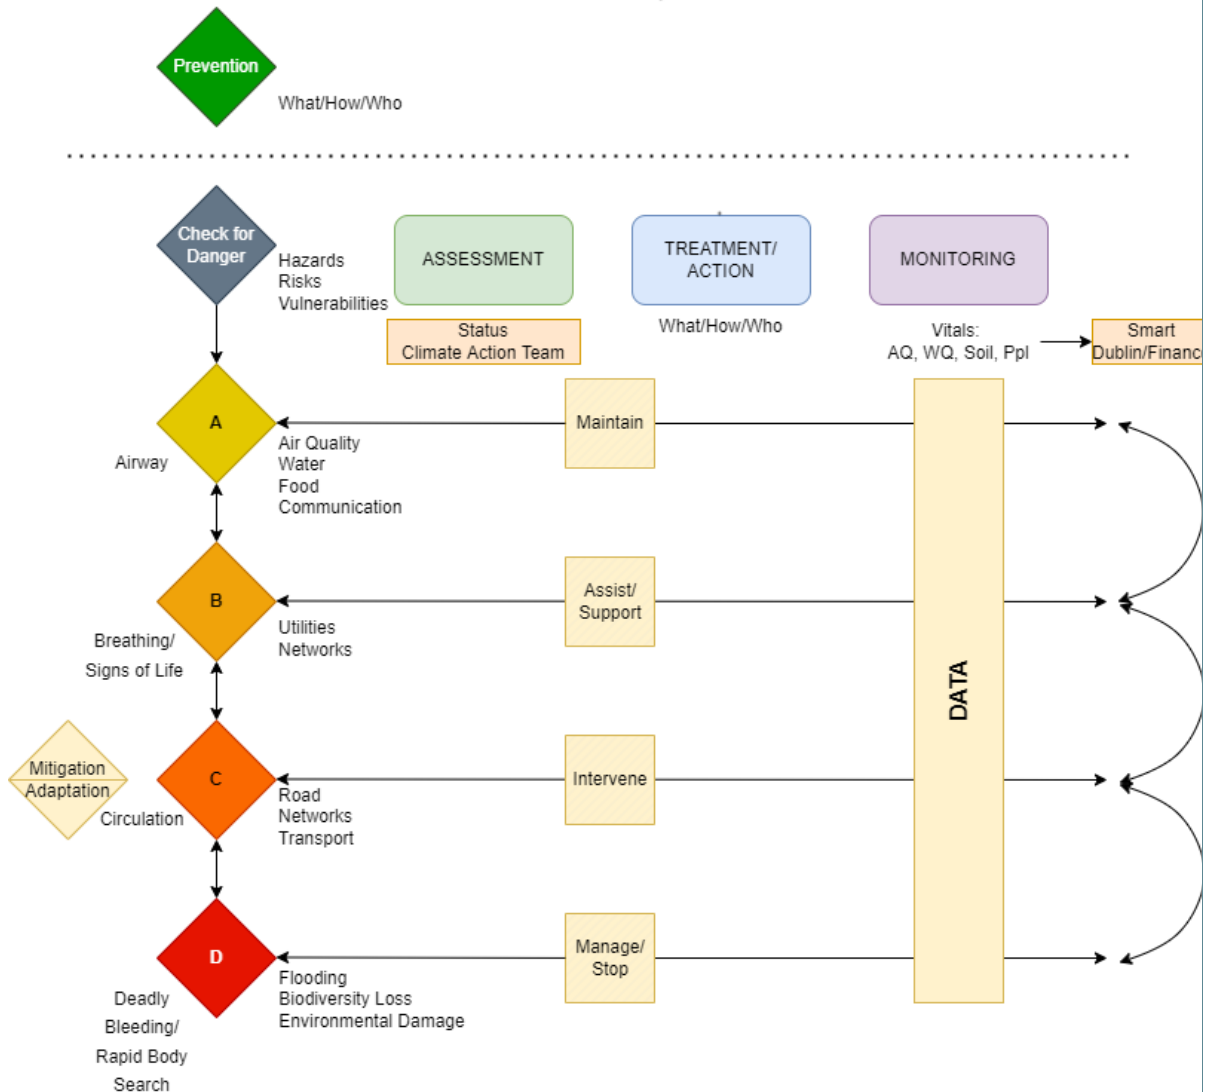 Prevention
What/How/Who
Check for
Danger
Hazards
Risks
Vulnerabilities
ASSESSMENT
TREATMENT/
ACTION
MONITORING
Status
Climate Action Team
What/How/Who
Vitals:
AQ, WQ, Soil, Ppl
Smart
Dublin/Financ
A
Airway
Air Quality
Water
Food
Communication
Maintain
B
Breathing/
Signs of Life
Utilities
Networks
Assist/
Support
DATA
Mitigation
Adaptation
C
Circulation
Road
Networks
Transport
Intervene
D
Deadly
Bleeding/
Rapid Body
Search
Flooding
Biodiversity Loss
Environmental Damage
Manage/
Stop